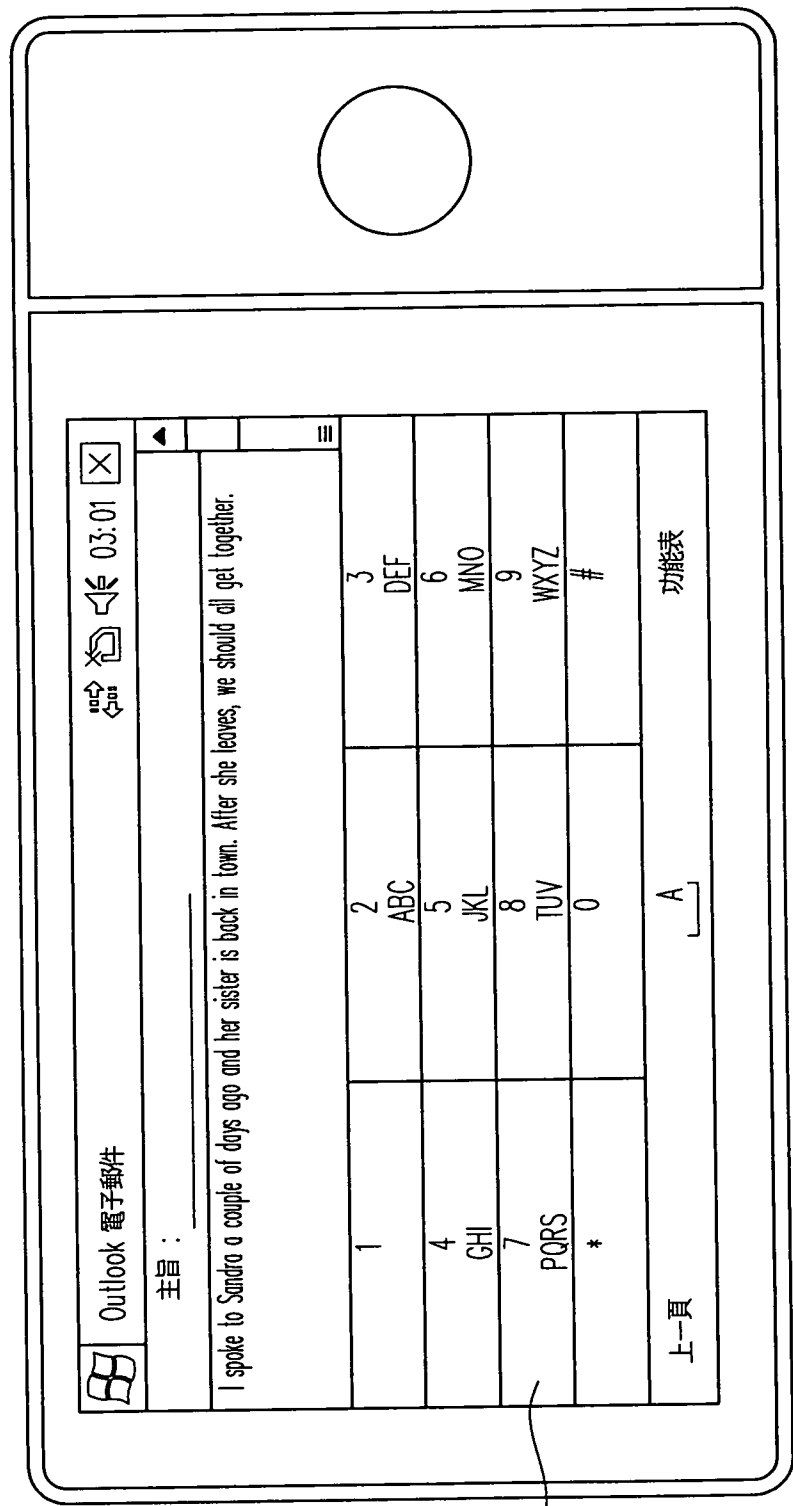 Outlook 電子郵件 03:01
主旨：
I spoke to Sandra a couple of days ago and her sister is back in town. After she leaves, we should all get together.
1
2
ABC
3
DEF
4
GHI
5
JKL
6
MNO
7
PQRS
8
TUV
9
WXYZ
*
0
#
上一頁
A
功能表